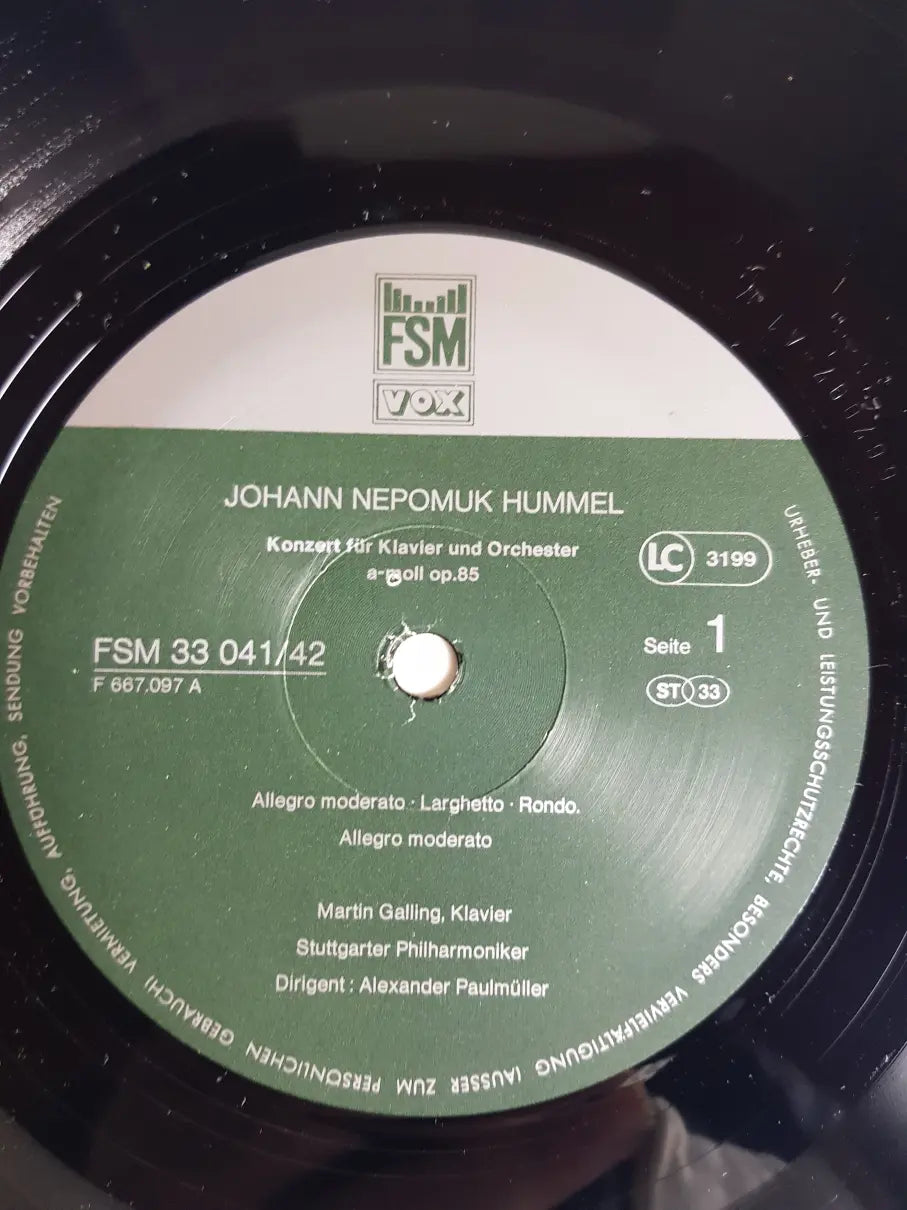 FSM
VOX
JOHANN NEPOMUK HUMMEL
Konzert für Klavier und Orchester
a-moll op.85
LC 3199
FSM 33 041/42
F 667.097 A
Seite 1
ST 33
Allegro moderato · Larghetto · Rondo.
Allegro moderato
Martin Galling, Klavier
Stuttgarter Philharmoniker
Dirigent : Alexander Paulmüller
URHEBER- UND LEISTUNGSSCHUTZRECHTE, BESONDERS VERVIELFÄLTIGUNG (AUSSER ZUM PERSÖNLICHEN GEBRAUCH) VERMIETUNG, AUFFÜHRUNG, SENDUNG VORBEHALTEN